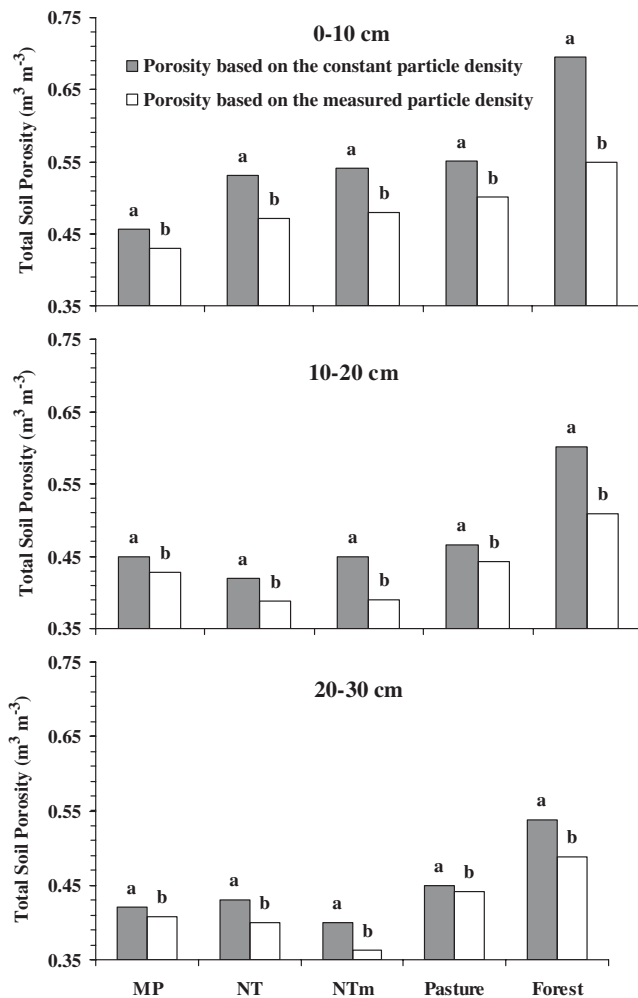 0-10 cm
Porosity based on the constant particle density
Porosity based on the measured particle density
Total Soil Porosity (m³ m⁻³)
0.75
0.65
0.55
0.45
0.35
a b a b a b a b a b
10-20 cm
Total Soil Porosity (m³ m⁻³)
0.75
0.65
0.55
0.45
0.35
a b a b a b a b a b
20-30 cm
Total Soil Porosity (m³ m⁻³)
0.75
0.65
0.55
0.45
0.35
a b a b a b a b a b
MP NT NTm Pasture Forest